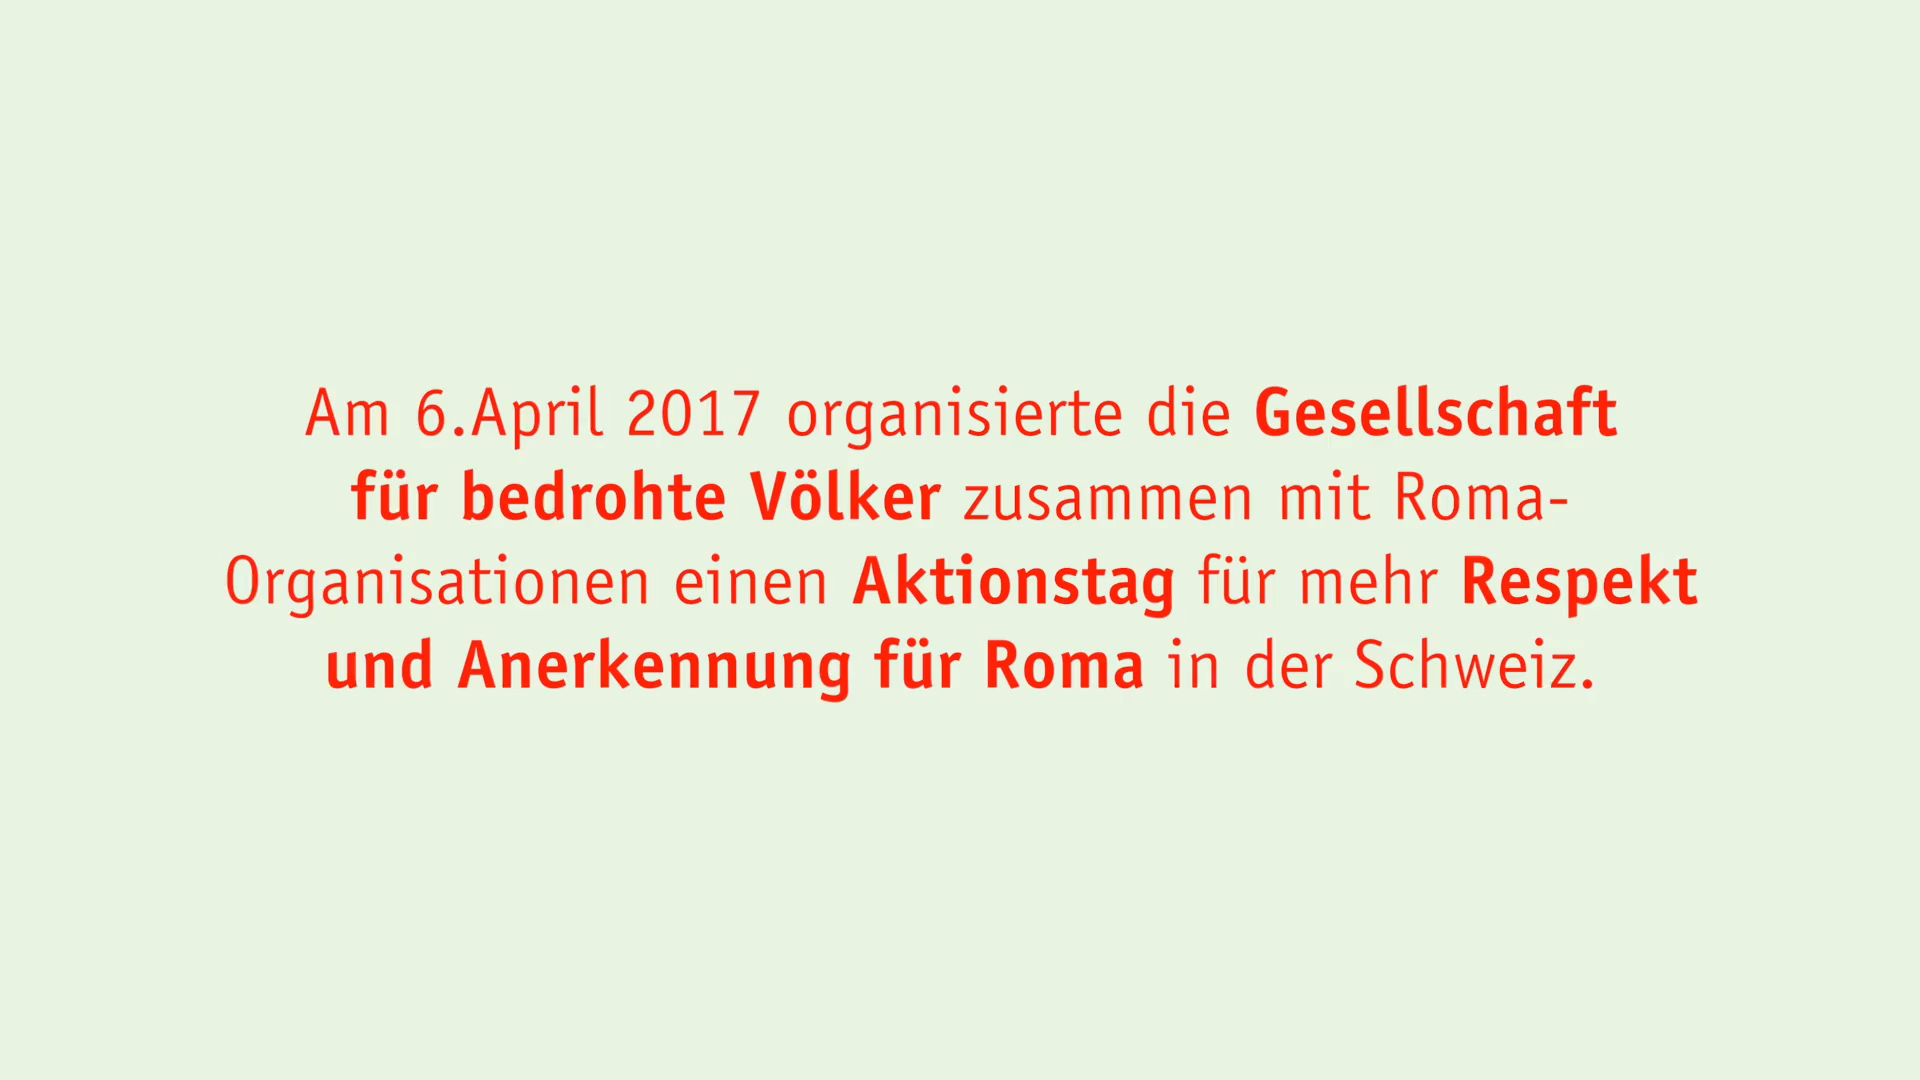 Am 6.April 2017 organisierte die Gesellschaft
für bedrohte Völker zusammen mit Roma-
Organisationen einen Aktionstag für mehr Respekt
und Anerkennung für Roma in der Schweiz.